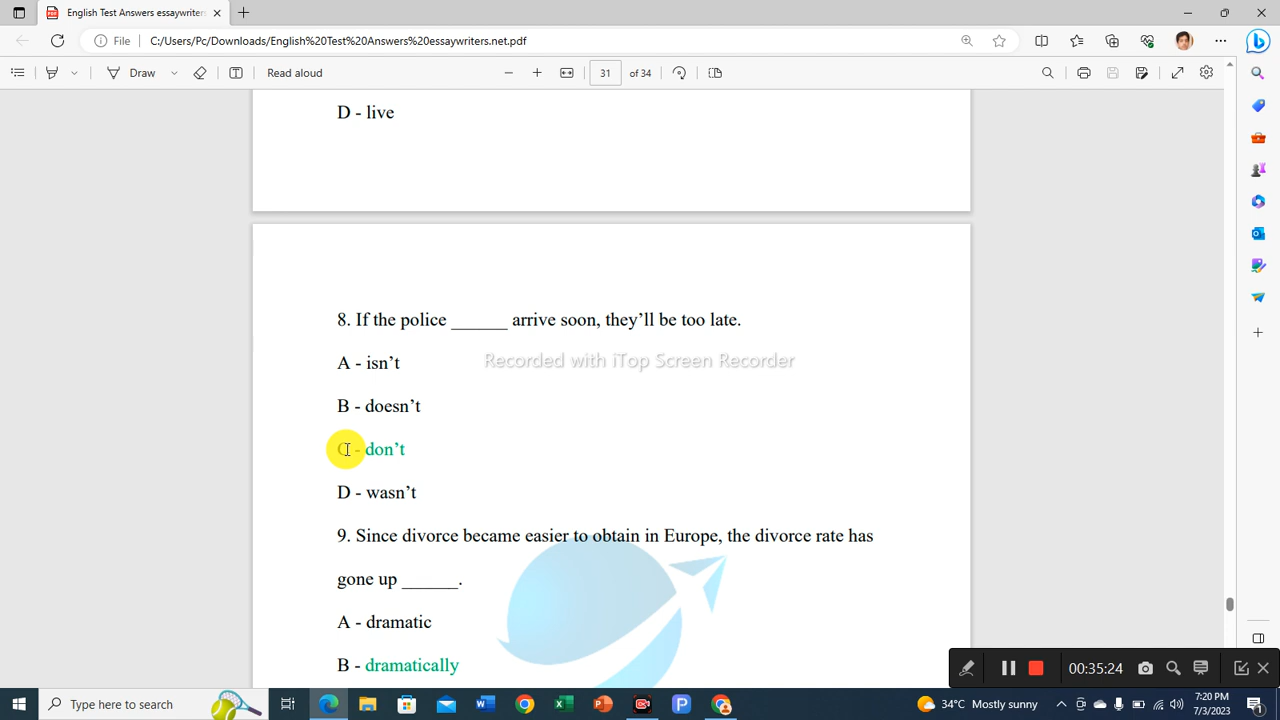 English Test Answers essaywriters
File C:/Users/Pc/Downloads/English%20Test%20Answers%20essaywriters.net.pdf
Draw Read aloud 31 of 34
D - live
8. If the police ______ arrive soon, they’ll be too late.
A - isn’t
Recorded with iTop Screen Recorder
B - doesn’t
C - don’t
D - wasn’t
9. Since divorce became easier to obtain in Europe, the divorce rate has
gone up ______.
A - dramatic
B - dramatically
00:35:24
Type here to search
34°C Mostly sunny
7:20 PM
7/3/2023